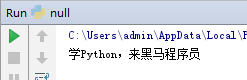 Run null
C:\Users\admin\AppData\Local\
学Python，来黑马程序员